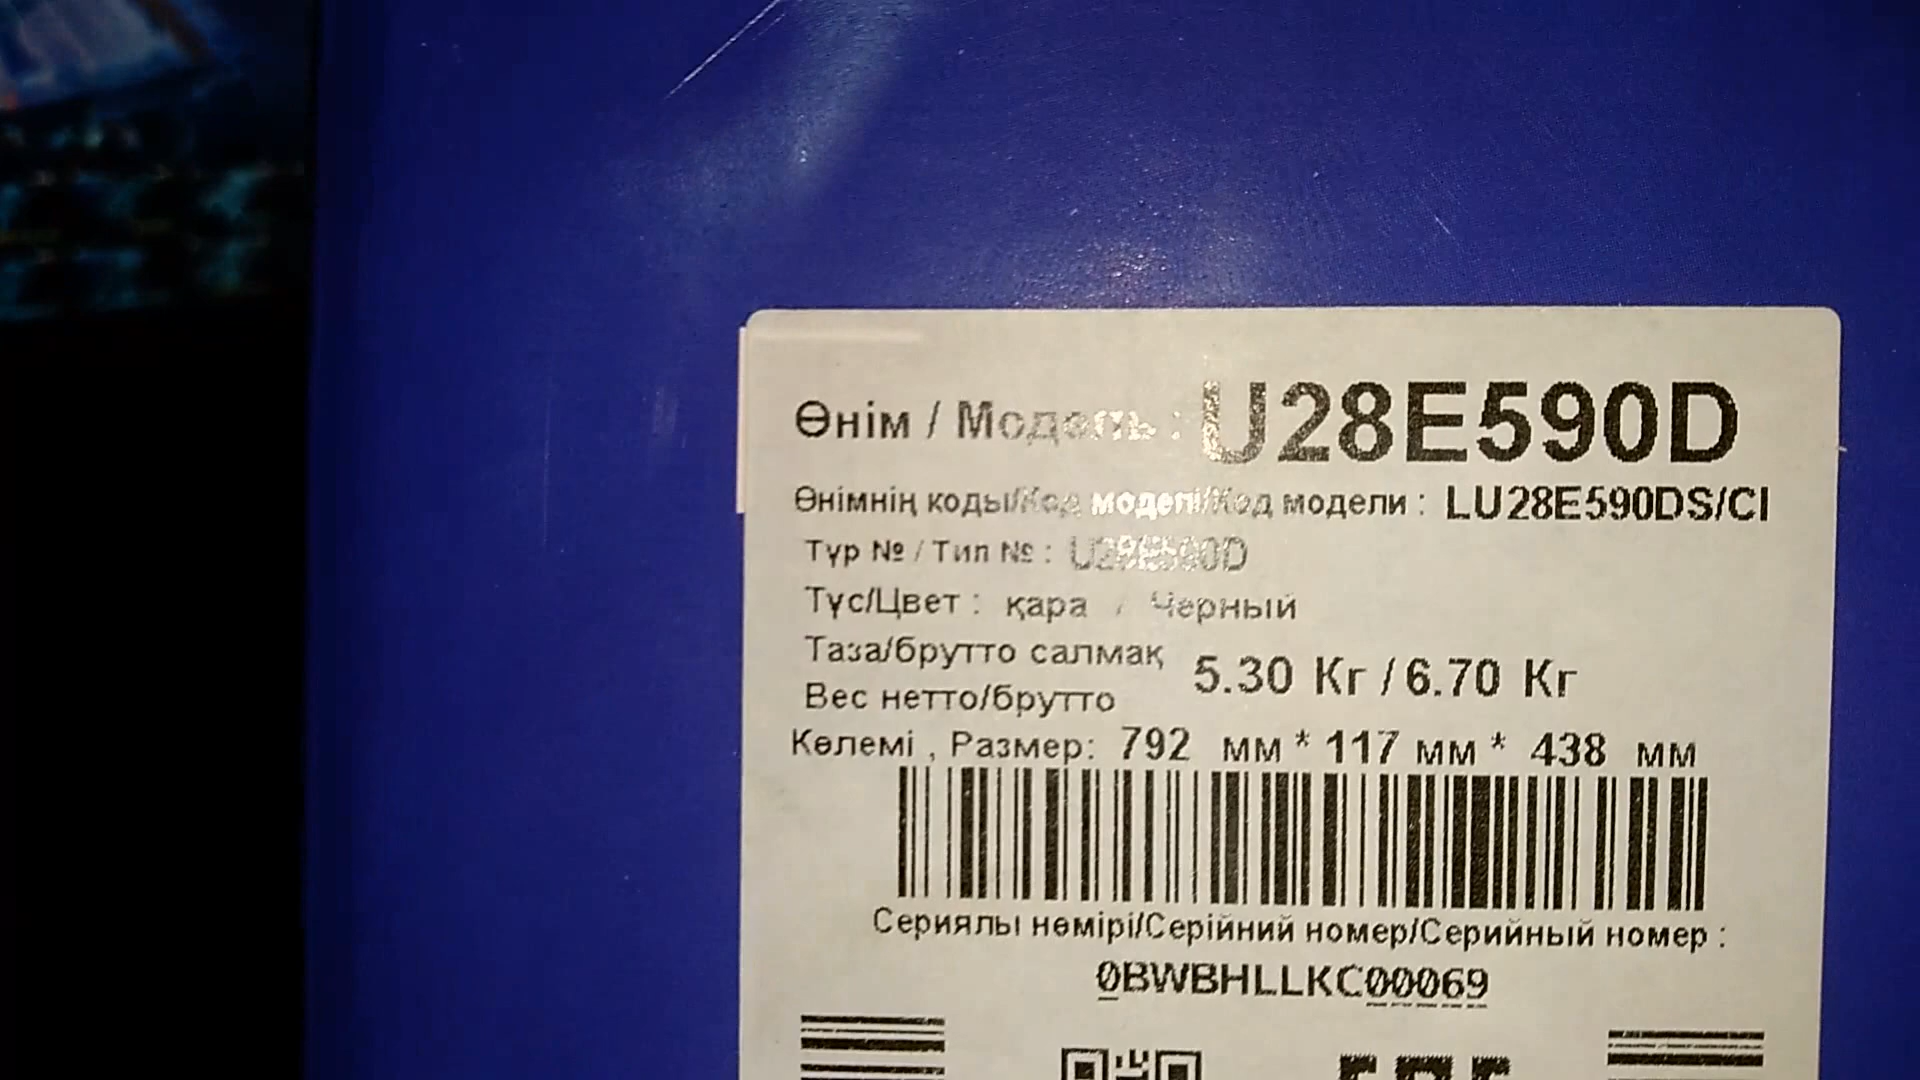 Өнім / Модель : U28E590D
Өнімнің коды/Код моделі/Код модели : LU28E590DS/CI
Түр № / Тип № : U28E590D
Түс/Цвет : қара / Черный
Таза/брутто салмақ 5.30 Кг / 6.70 Кг
Вес нетто/брутто
Көлемі , Размер: 792 мм * 117 мм * 438 мм
Сериялы нөмірі/Серійний номер/Серийный номер :
0BWBHLLKC00069